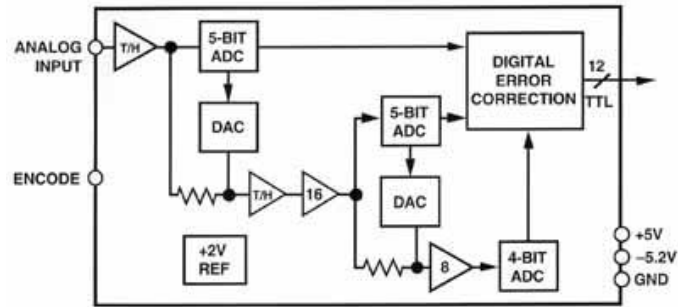 ANALOG
INPUT
T/H
5-BIT
ADC
DIGITAL
ERROR
CORRECTION
12
TTL
DAC
5-BIT
ADC
ENCODE
T/H
16
DAC
+2V
REF
8
4-BIT
ADC
+5V
–5.2V
GND